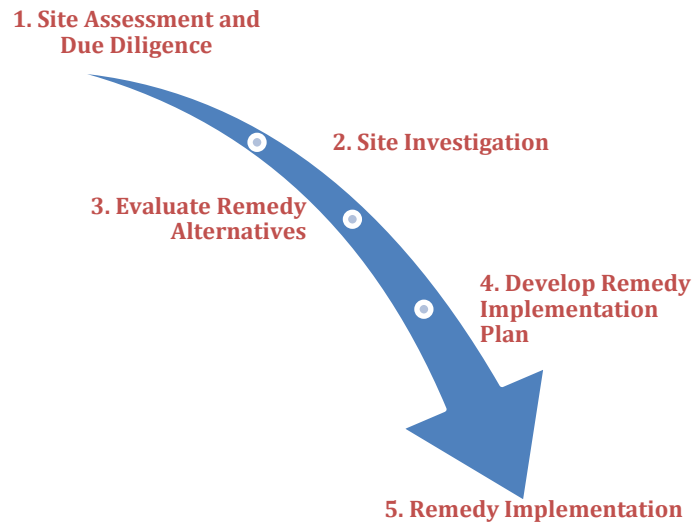 1. Site Assessment and
Due Diligence
2. Site Investigation
3. Evaluate Remedy
Alternatives
4. Develop Remedy
Implementation
Plan
5. Remedy Implementation